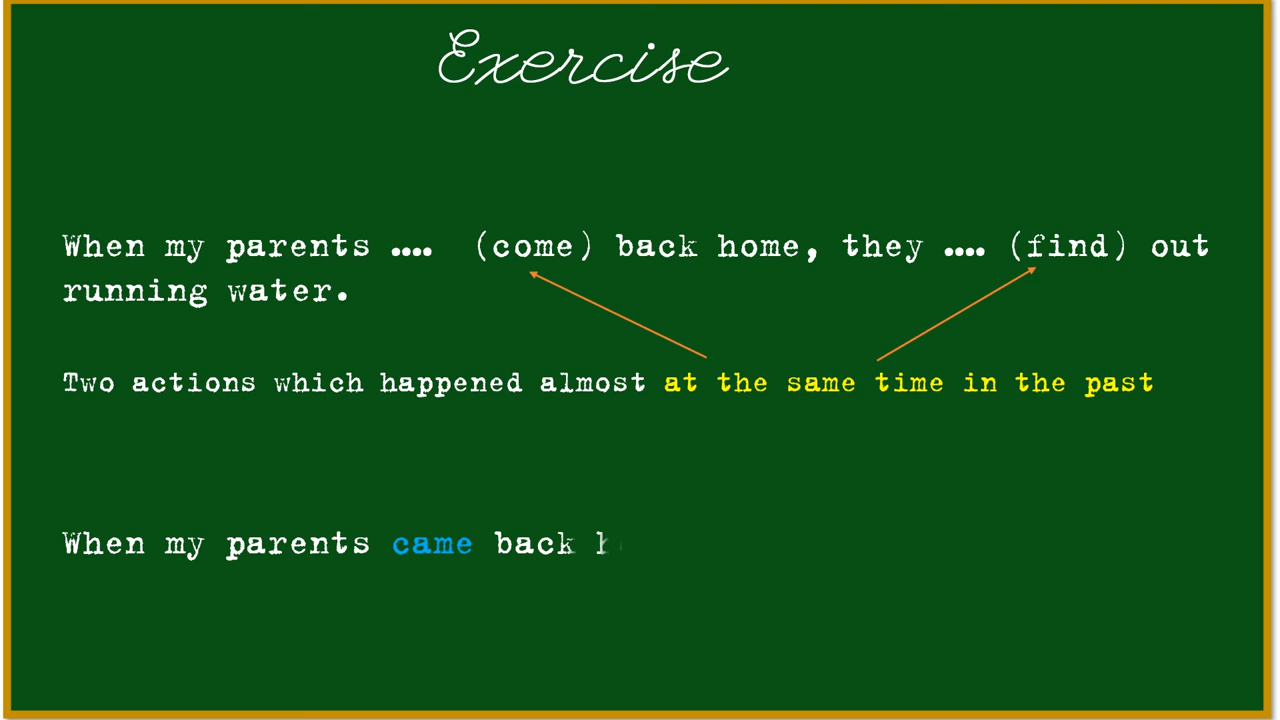 Exercise
When my parents .... (come) back home, they .... (find) out
running water.
Two actions which happened almost at the same time in the past
When my parents came back